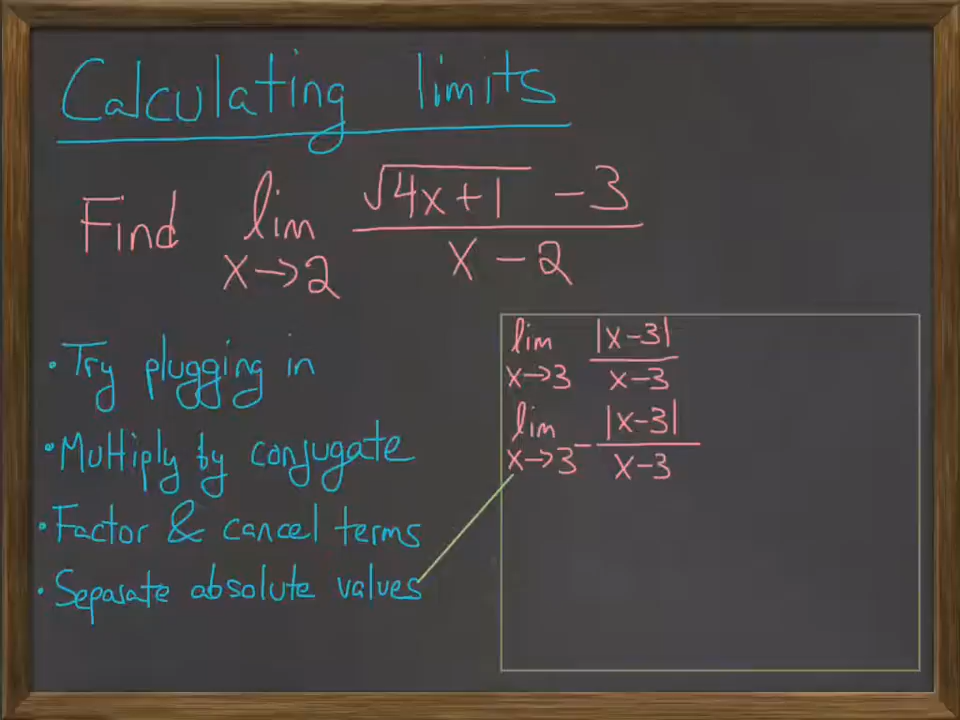 Calculating limits
Find lim x→2 (√(4x+1) - 3)/(x - 2)
• Try plugging in
• Multiply by conjugate
• Factor & cancel terms
• Separate absolute values
lim x→3 |x-3|/(x-3)
lim x→3⁻ |x-3|/(x-3)